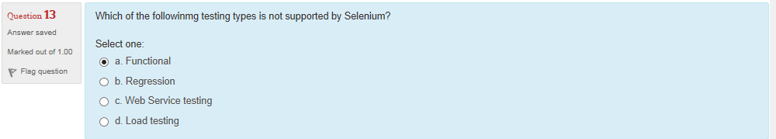 Question 13
Answer saved
Marked out of 1.00
Flag question
Which of the followinmg testing types is not supported by Selenium?
Select one:
a. Functional
b. Regression
c. Web Service testing
d. Load testing